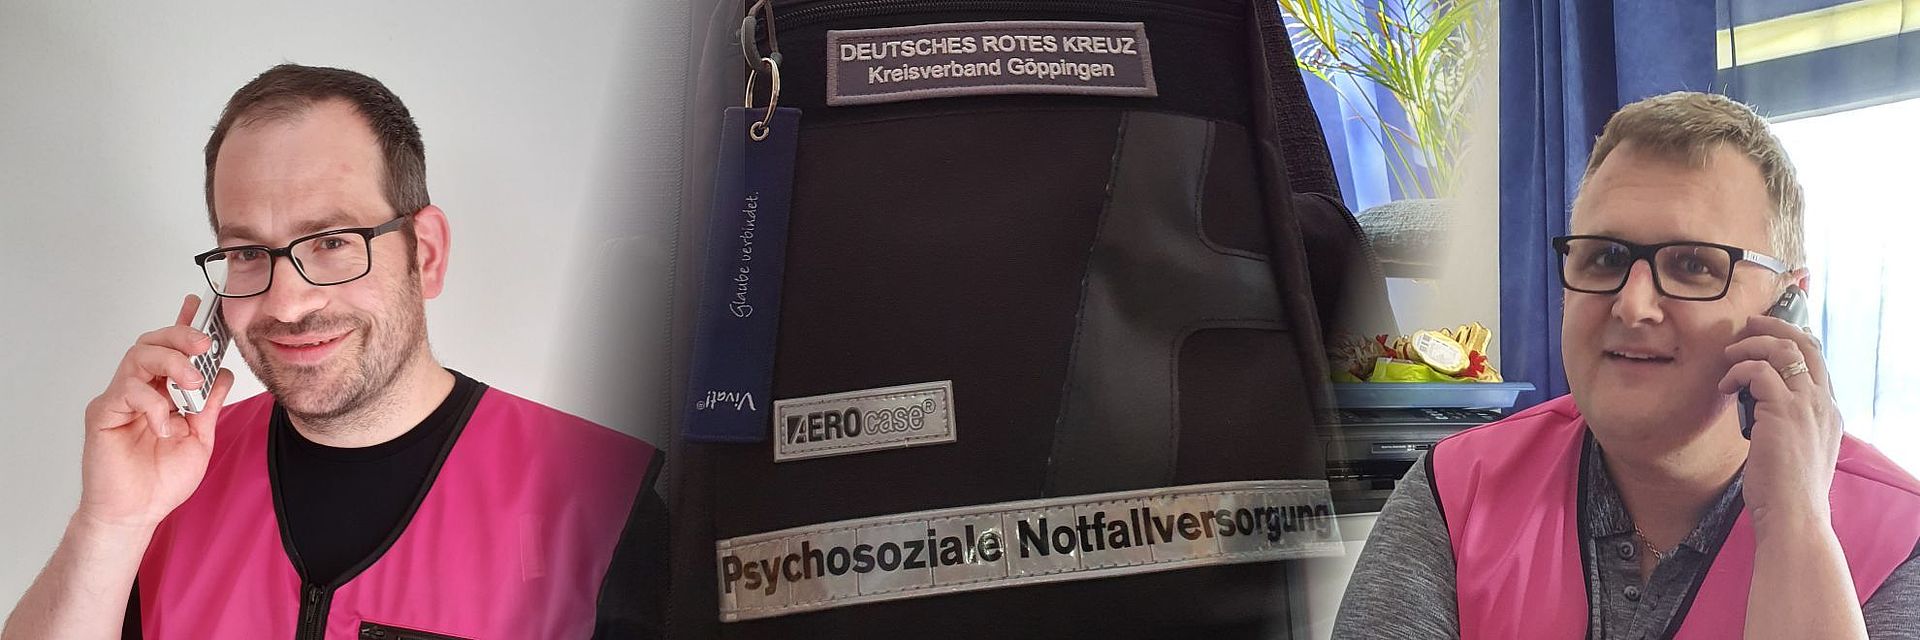 DEUTSCHES ROTES KREUZ
Kreisverband Göppingen
Glaube verbindet.
Vivat!®
AEROcase®
Psychosoziale Notfallversorgung